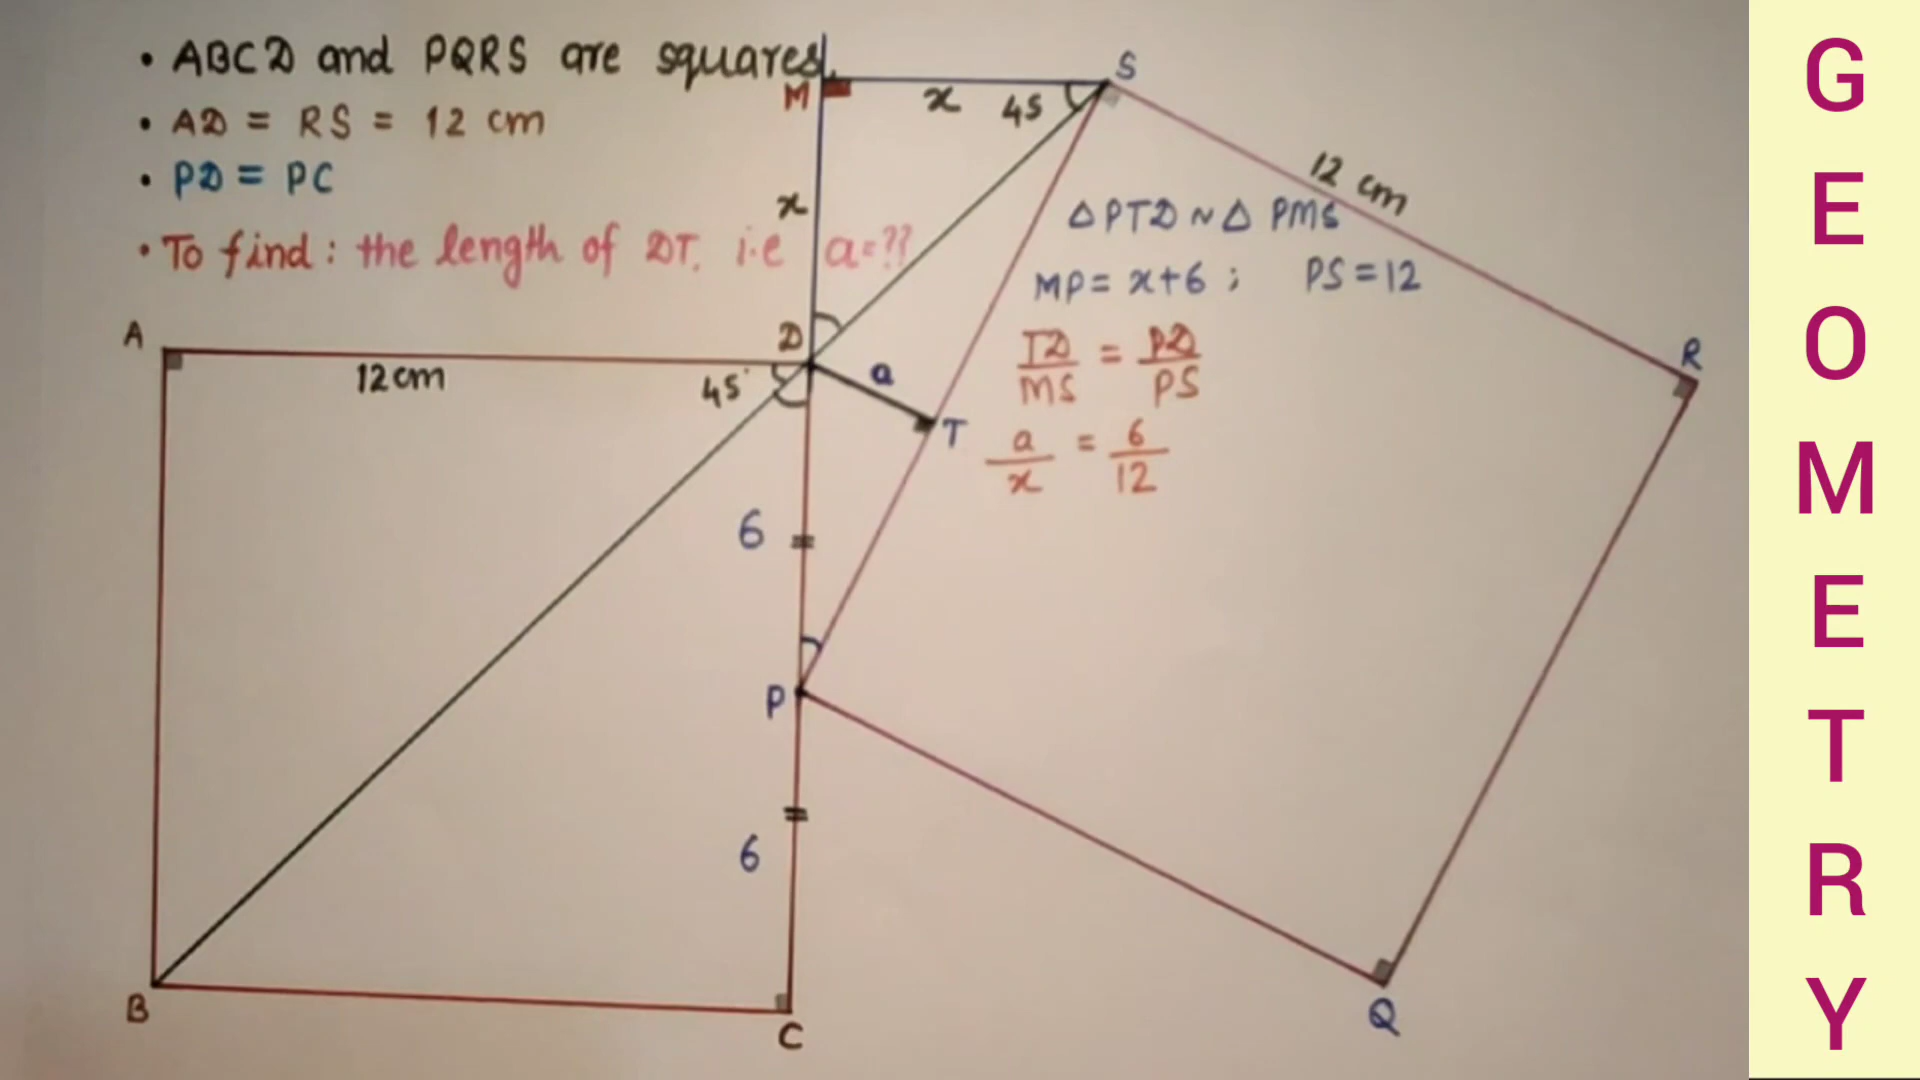 • ABCD and PQRS are squares.
• AD = RS = 12 cm
• PD = PC
• To find: the length of DT. i.e a=??
M
x
45
S
12 cm
x
△PTD ~ △ PMS
MP = x+6 ; PS = 12
A
D
R
12cm
45°
a
T
TD/MS = PD/PS
a/x = 6/12
6
P
6
B
C
Q
G
E
O
M
E
T
R
Y